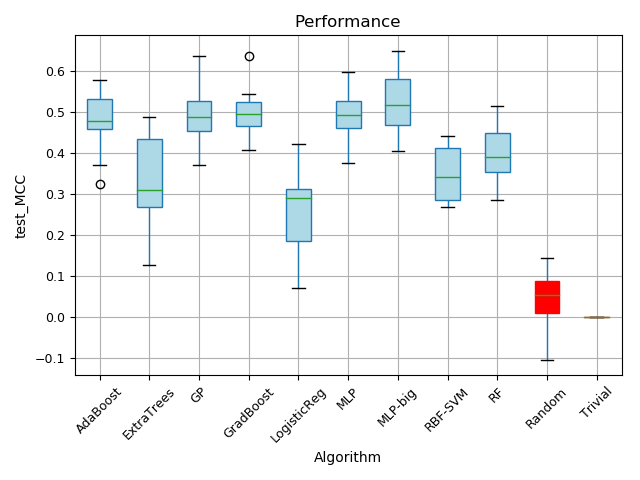 Performance
test_MCC
0.6
0.5
0.4
0.3
0.2
0.1
0.0
−0.1
AdaBoost
ExtraTrees
GP
GradBoost
LogisticReg
MLP
MLP-big
RBF-SVM
RF
Random
Trivial
Algorithm